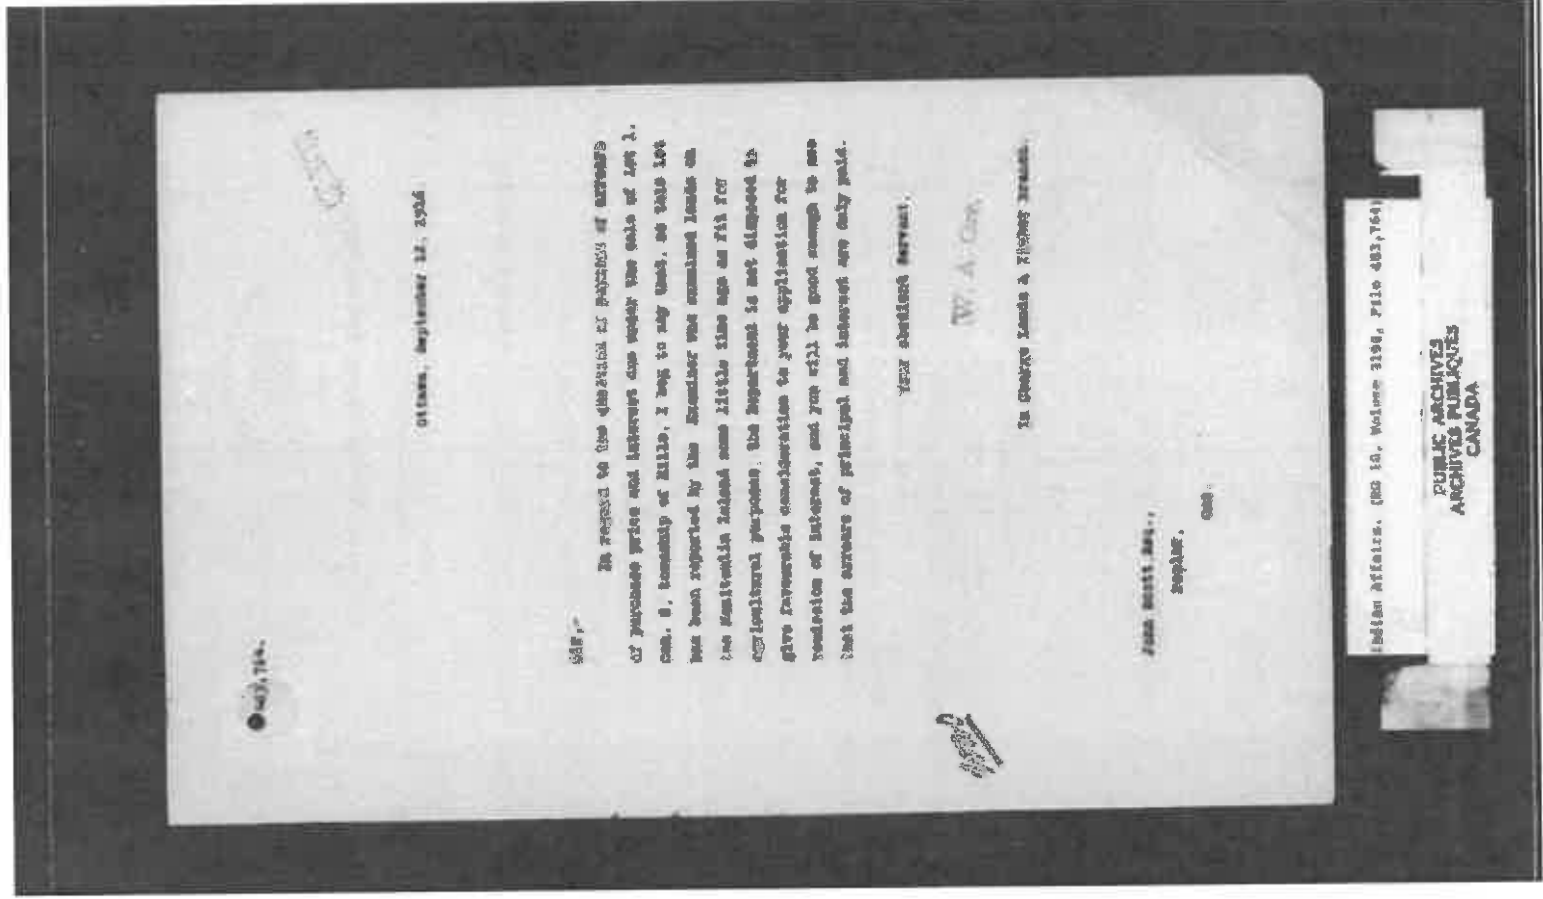 483,764.
Ottawa, September 12, 1916
Sir,-
In regard to the question of payment of arrears
of purchase price and interest due under the sale of Lot 1,
Con. 8, township of Mills, I beg to say that, as this lot
has been reported by the Examiner who examined lands on
the Manitoulin Island some little time ago as fit for
agricultural purposes, the Department is not disposed to
give favourable consideration to your application for
remission of interest, and you will be good enough to see
that the arrears of principal and interest are duly paid.
Your obedient Servant,
W. A. Orr,
In Charge Lands & Timber Branch.
John Scott, Esq.,
Poplar,
Ont.
Indian Affairs. (RG 10, Volume 3194, File 483,764)
PUBLIC ARCHIVES
ARCHIVES PUBLIQUES
CANADA